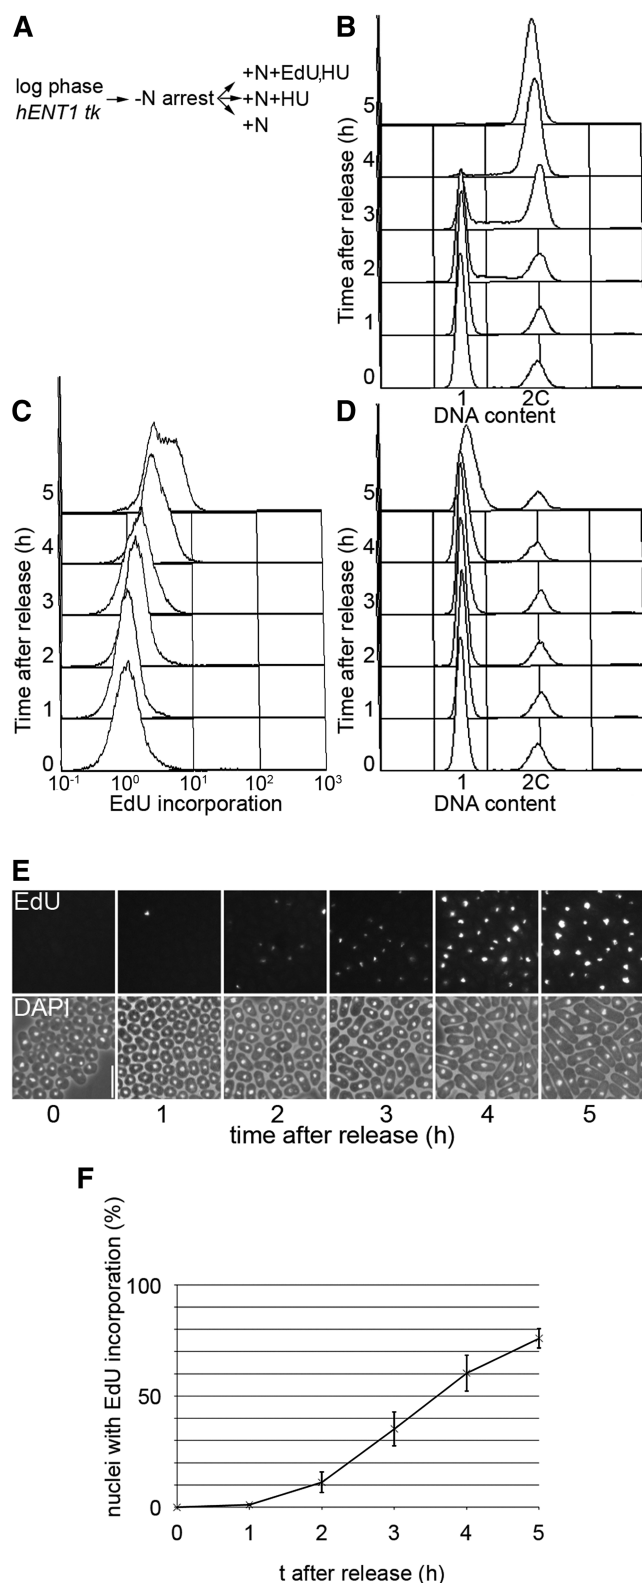 A
log phase
hENT1 tk
-N arrest
+N+EdU,HU
+N+HU
+N
B
Time after release (h)
5
4
3
2
1
0
1
2C
DNA content
C
Time after release (h)
5
4
3
2
1
0
10-1
100
101
102
103
EdU incorporation
D
Time after release (h)
5
4
3
2
1
0
1
2C
DNA content
E
EdU
DAPI
0
1
2
3
4
5
time after release (h)
F
nuclei with EdU incorporation (%)
100
50
0
0
1
2
3
4
5
t after release (h)